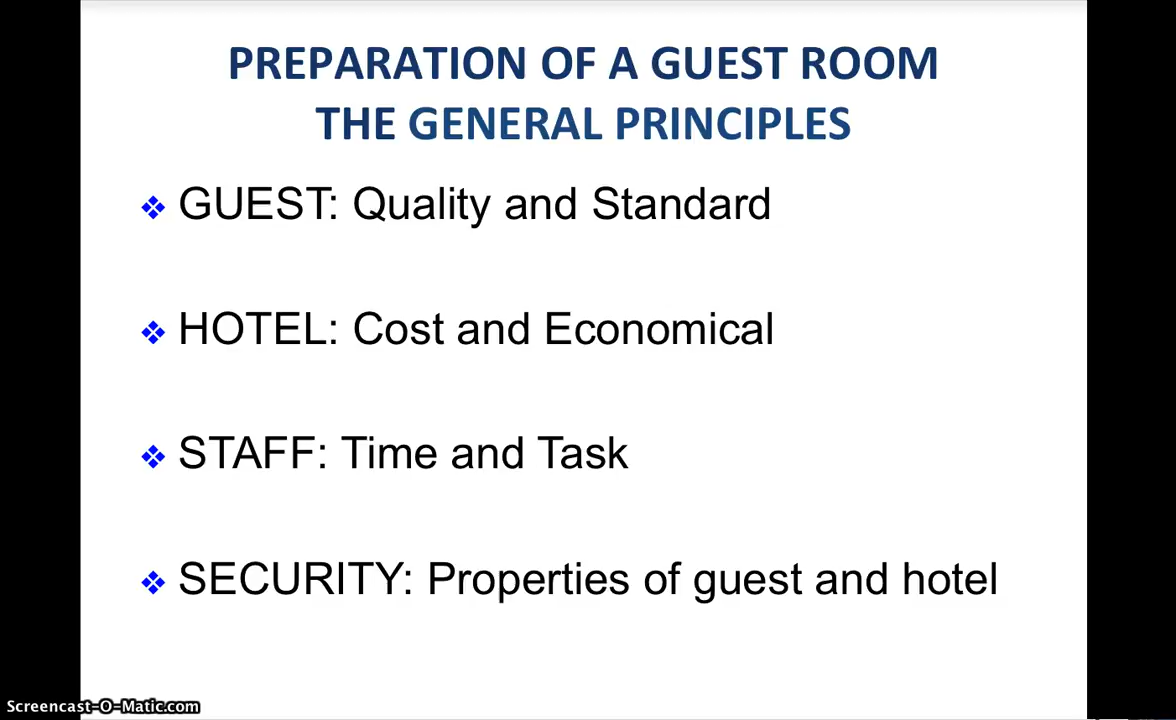 PREPARATION OF A GUEST ROOM
THE GENERAL PRINCIPLES
❖ GUEST: Quality and Standard
❖ HOTEL: Cost and Economical
❖ STAFF: Time and Task
❖ SECURITY: Properties of guest and hotel
Screencast-O-Matic.com